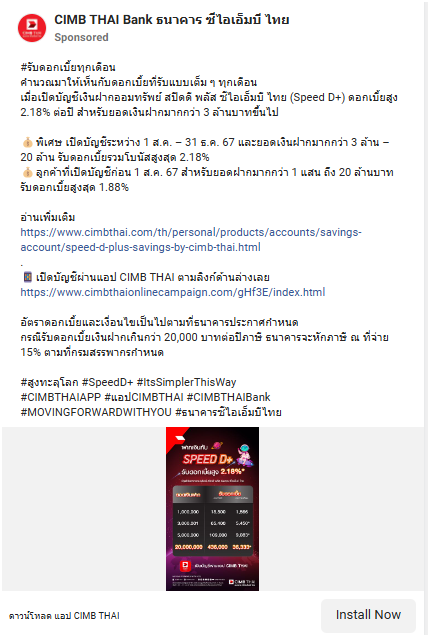 CIMB THAI Bank ธนาคาร ซีไอเอ็มบี ไทย
Sponsored
#รับดอกเบี้ยทุกเดือน
คำนวณมาให้เห็นกับดอกเบี้ยที่รับแบบเต็ม ๆ ทุกเดือน
เมื่อเปิดบัญชีเงินฝากออมทรัพย์ สปีดดี พลัส ซีไอเอ็มบี ไทย (Speed D+) ดอกเบี้ยสูง
2.18% ต่อปี สำหรับยอดเงินฝากมากกว่า 3 ล้านบาทขึ้นไป
💰พิเศษ เปิดบัญชีระหว่าง 1 ส.ค. – 31 ธ.ค. 67 และยอดเงินฝากมากกว่า 3 ล้าน –
20 ล้าน รับดอกเบี้ยรวมโบนัสสูงสุด 2.18%
💰ลูกค้าที่เปิดบัญชีก่อน 1 ส.ค. 67 สำหรับยอดฝากมากกว่า 1 แสน ถึง 20 ล้านบาท
รับดอกเบี้ยสูงสุด 1.88%
อ่านเพิ่มเติม
https://www.cimbthai.com/th/personal/products/accounts/savings-
account/speed-d-plus-savings-by-cimb-thai.html
.
เปิดบัญชีผ่านแอป CIMB THAI ตามลิงก์ด้านล่างเลย
https://www.cimbthaionlinecampaign.com/gHf3E/index.html
อัตราดอกเบี้ยและเงื่อนไขเป็นไปตามที่ธนาคารประกาศกำหนด
กรณีรับดอกเบี้ยเงินฝากเกินกว่า 20,000 บาทต่อปีภาษี ธนาคารจะหักภาษี ณ ที่จ่าย
15% ตามที่กรมสรรพากรกำหนด
#สูงทะลุโลก #SpeedD+ #ItsSimplerThisWay
#CIMBTHAIAPP #แอปCIMBTHAI #CIMBTHAIBank
#MOVINGFORWARDWITHYOU #ธนาคารซีไอเอ็มบีไทย
ฝากเงินกับ
SPEED D+
รับดอกเบี้ยสูง 2.18%*
1,000,000 18,800 1,566
3,000,001 65,400 5,450*
5,000,000 109,000 9,083*
20,000,000 436,000 36,333*
CIMB THAI
ดาวน์โหลด แอป CIMB THAI
Install Now